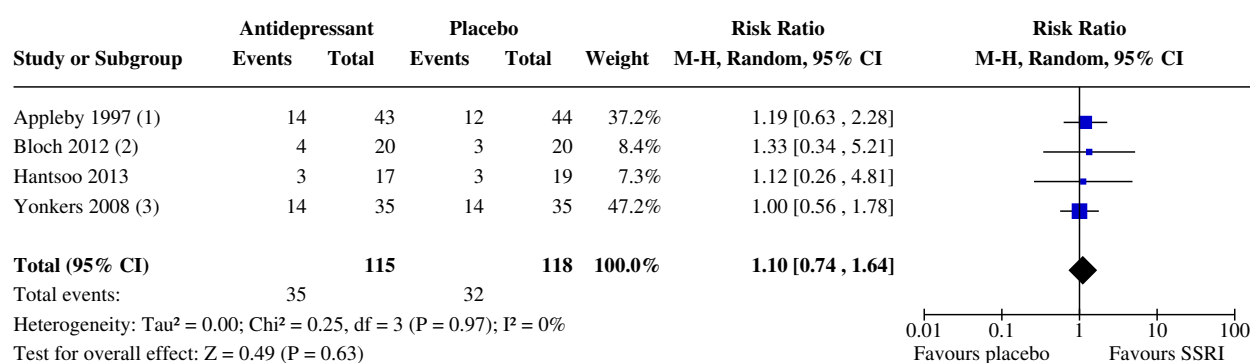 Antidepressant Placebo Risk Ratio Risk Ratio
Study or Subgroup Events Total Events Total Weight M-H, Random, 95% CI M-H, Random, 95% CI
Appleby 1997 (1) 14 43 12 44 37.2% 1.19 [0.63 , 2.28]
Bloch 2012 (2) 4 20 3 20 8.4% 1.33 [0.34 , 5.21]
Hantsoo 2013 3 17 3 19 7.3% 1.12 [0.26 , 4.81]
Yonkers 2008 (3) 14 35 14 35 47.2% 1.00 [0.56 , 1.78]
Total (95% CI) 115 118 100.0% 1.10 [0.74 , 1.64]
Total events: 35 32
Heterogeneity: Tau² = 0.00; Chi² = 0.25, df = 3 (P = 0.97); I² = 0% 0.01 0.1 1 10 100
Test for overall effect: Z = 0.49 (P = 0.63) Favours placebo Favours SSRI